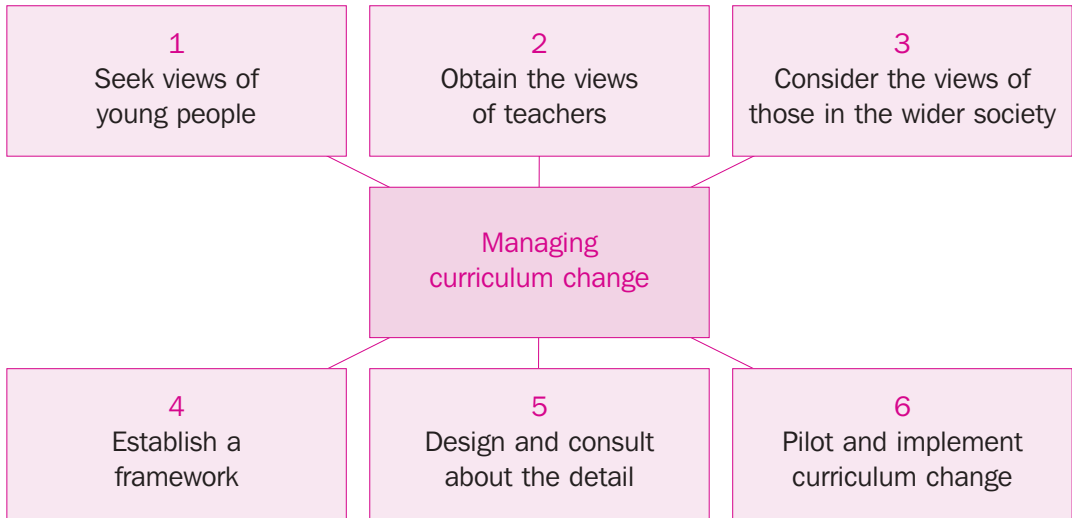 1
Seek views of
young people
2
Obtain the views
of teachers
3
Consider the views of
those in the wider society
Managing
curriculum change
4
Establish a
framework
5
Design and consult
about the detail
6
Pilot and implement
curriculum change